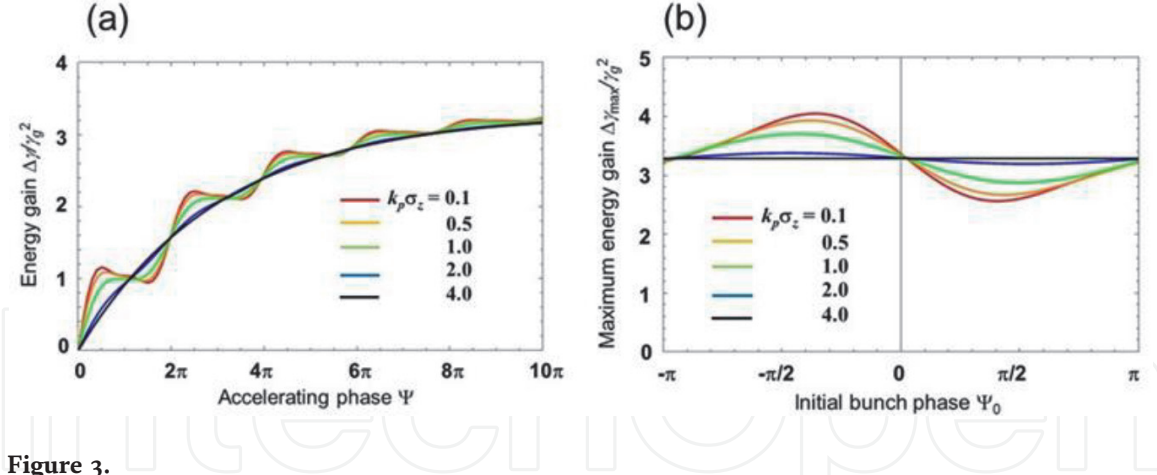 (a)
Energy gain Δγ/γg²
4
3
2
1
0
kpσz = 0.1
0.5
1.0
2.0
4.0
0 2π 4π 6π 8π 10π
Accelerating phase Ψ
(b)
Maximum energy gain Δγmax/γg²
5
4
3
2
1
0
kpσz = 0.1
0.5
1.0
2.0
4.0
-π -π/2 0 π/2 π
Initial bunch phase Ψ0
intechopen
Figure 3.